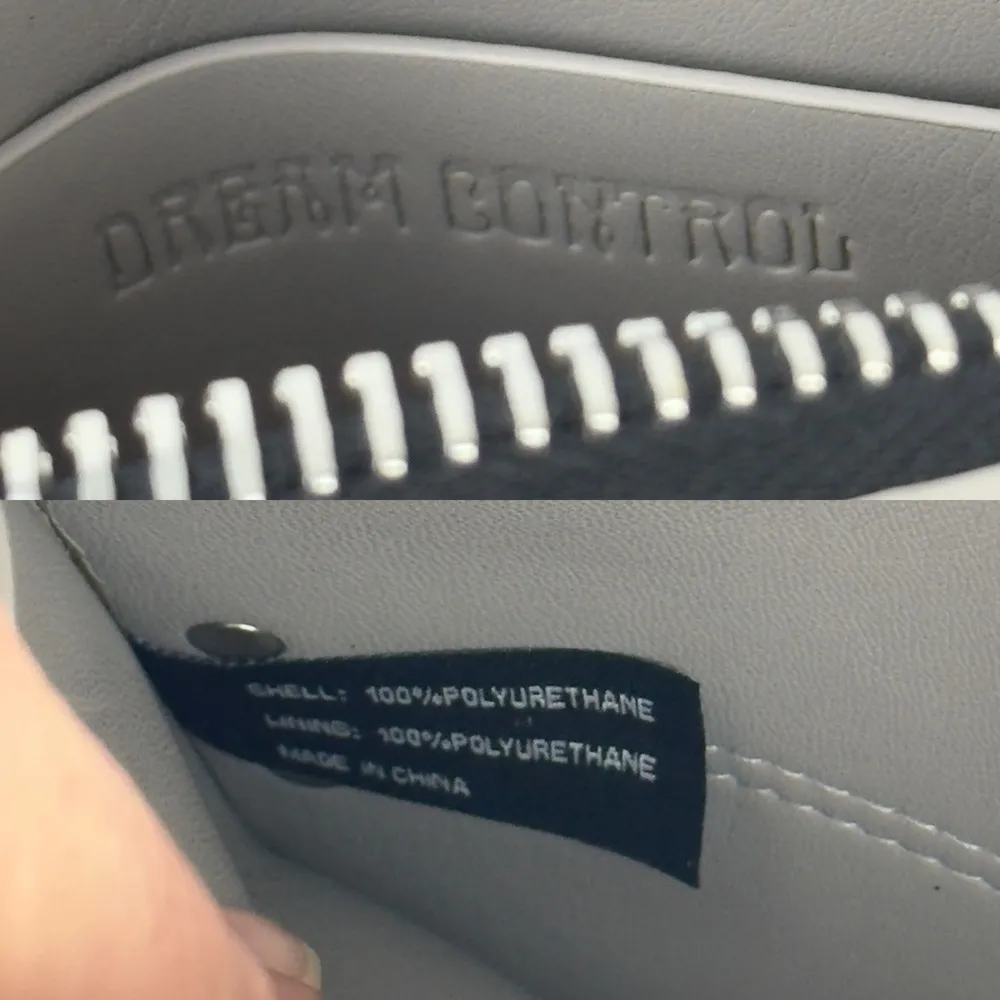 DREAM CONTROL
SHELL: 100%POLYURETHANE
LINING: 100%POLYURETHANE
MADE IN CHINA